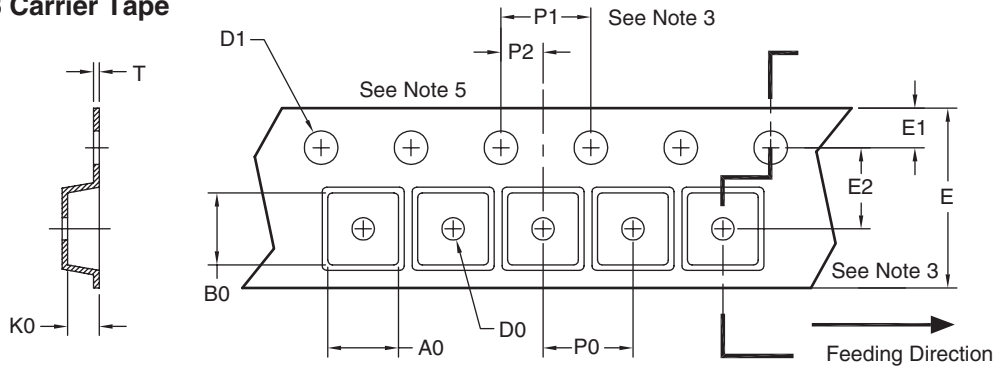 Carrier Tape
P1
See Note 3
D1
P2
T
See Note 5
E1
E2
E
See Note 3
B0
K0
A0
D0
P0
Feeding Direction